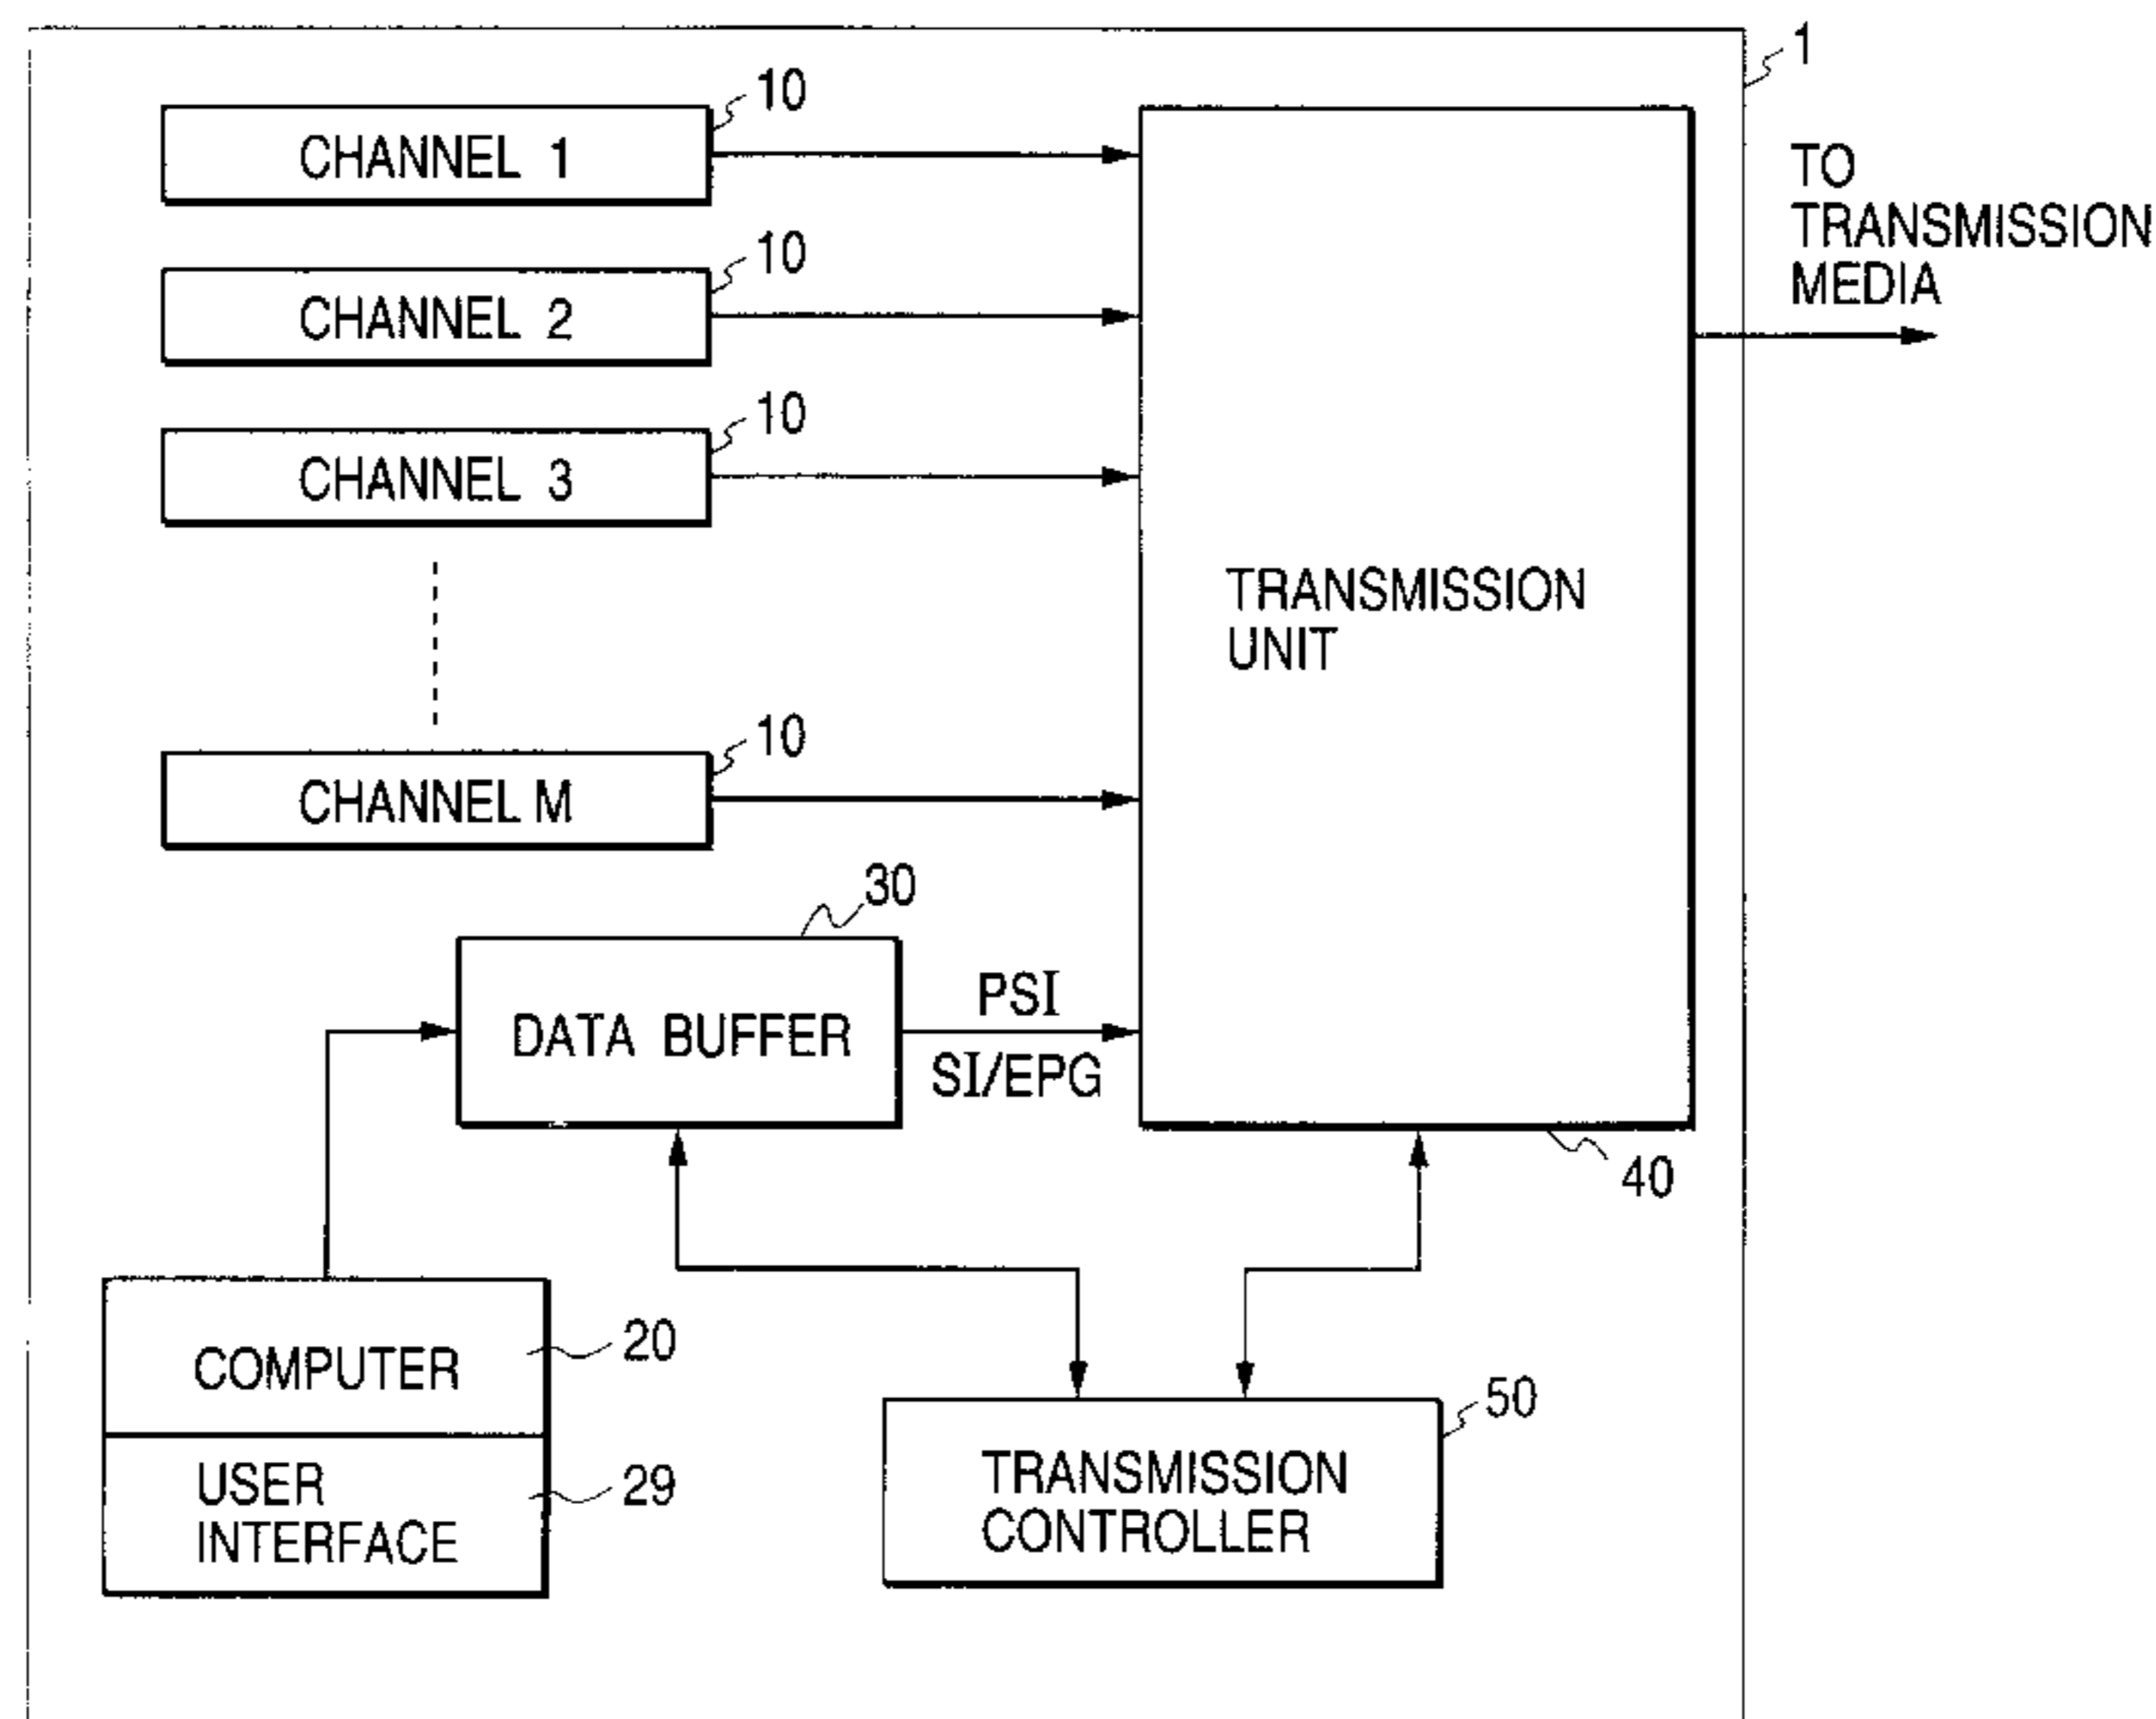 1
10
CHANNEL 1
TO
TRANSMISSION
MEDIA
10
CHANNEL 2
10
CHANNEL 3
TRANSMISSION
UNIT
10
CHANNEL M
30
DATA BUFFER
PSI
SI/EPG
40
COMPUTER
20
USER
INTERFACE
29
50
TRANSMISSION
CONTROLLER